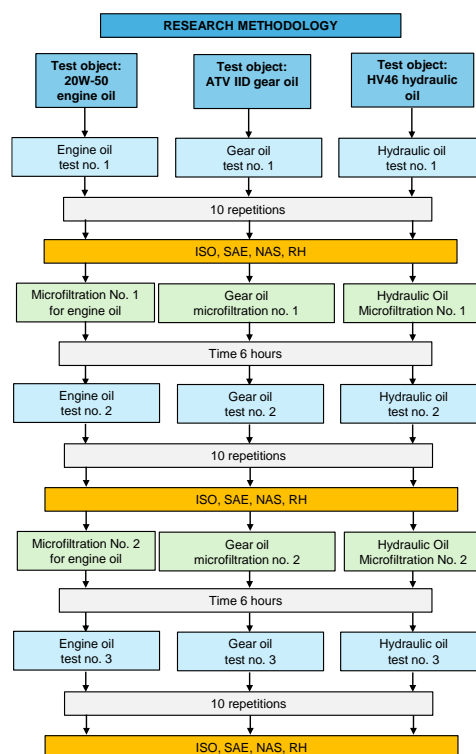 RESEARCH METHODOLOGY
Test object:
20W-50
engine oil
Test object:
ATV IID gear oil
Test object:
HV46 hydraulic
oil
Engine oil
test no. 1
Gear oil
test no. 1
Hydraulic oil
test no. 1
10 repetitions
ISO, SAE, NAS, RH
Microfiltration No. 1
for engine oil
Gear oil
microfiltration no. 1
Hydraulic Oil
Microfiltration No. 1
Time 6 hours
Engine oil
test no. 2
Gear oil
test no. 2
Hydraulic oil
test no. 2
10 repetitions
ISO, SAE, NAS, RH
Microfiltration No. 2
for engine oil
Gear oil
microfiltration no. 2
Hydraulic Oil
Microfiltration No. 2
Time 6 hours
Engine oil
test no. 3
Gear oil
test no. 3
Hydraulic oil
test no. 3
10 repetitions
ISO, SAE, NAS, RH